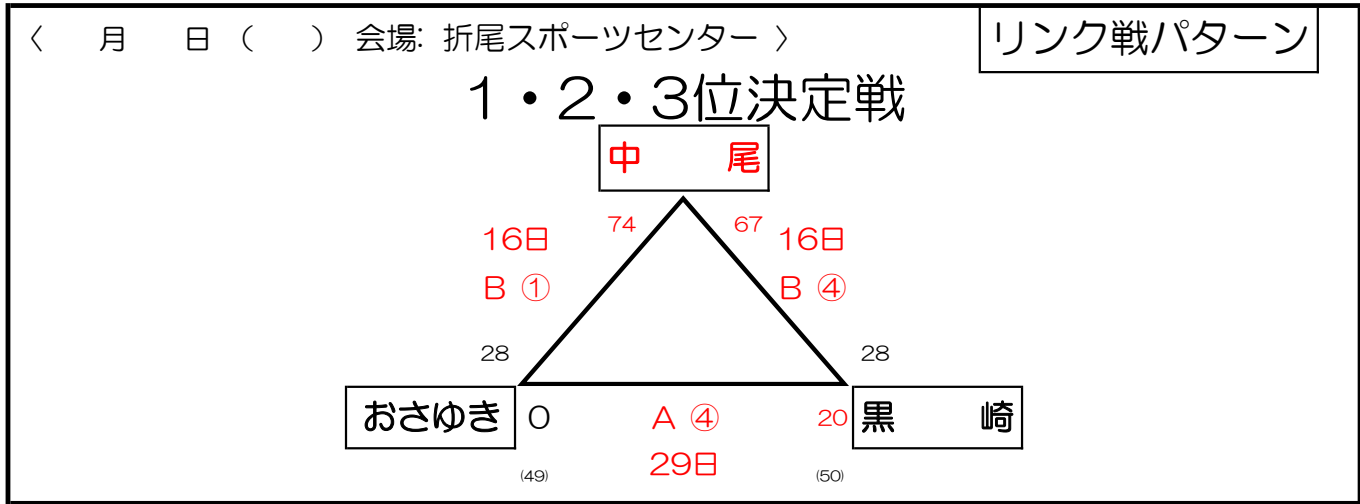 〈　月　日（　）会場: 折尾スポーツセンター 〉
リンク戦パターン
1・2・3位決定戦
中　尾
74
67
16日
16日
B ①
B ④
28
28
おさゆき
0
A ④
20
黒　崎
29日
(49)
(50)